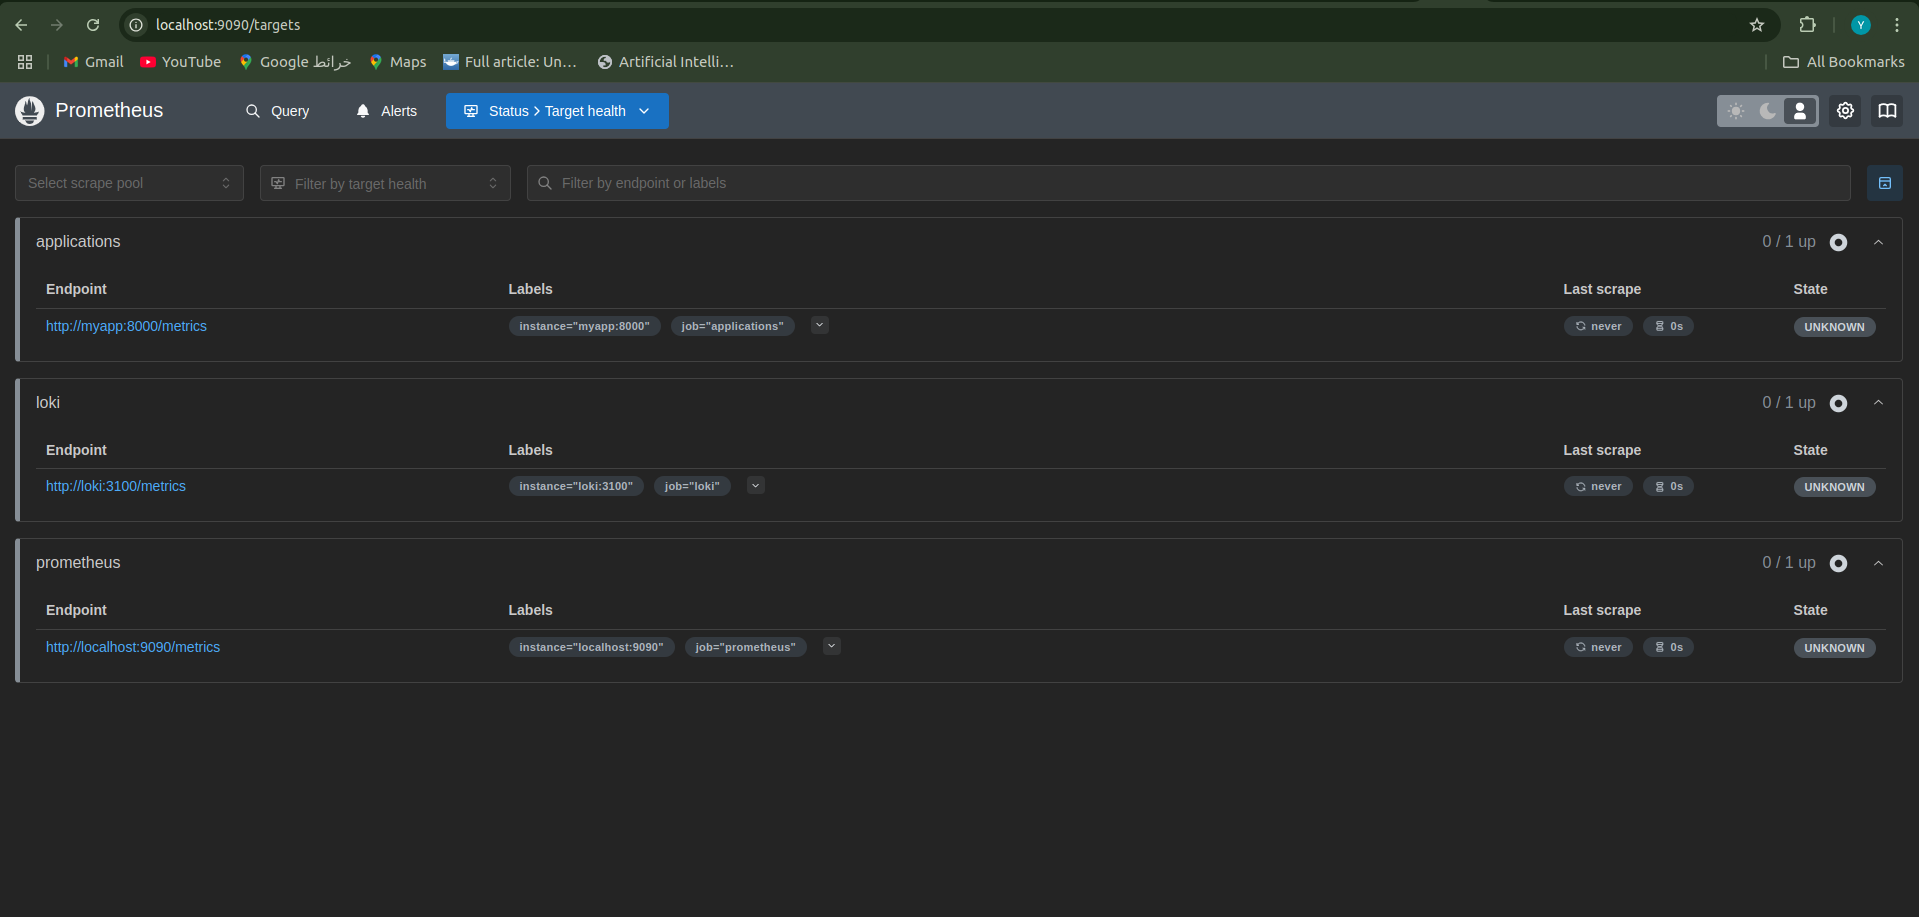 localhost:9090/targets
Gmail YouTube Google خرائط Maps Full article: Un... Artificial Intelli... All Bookmarks
Y
Prometheus Query Alerts Status > Target health
Select scrape pool Filter by target health Filter by endpoint or labels
applications 0 / 1 up
Endpoint Labels Last scrape State
http://myapp:8000/metrics instance="myapp:8000" job="applications" never 0s UNKNOWN
loki 0 / 1 up
Endpoint Labels Last scrape State
http://loki:3100/metrics instance="loki:3100" job="loki" never 0s UNKNOWN
prometheus 0 / 1 up
Endpoint Labels Last scrape State
http://localhost:9090/metrics instance="localhost:9090" job="prometheus" never 0s UNKNOWN